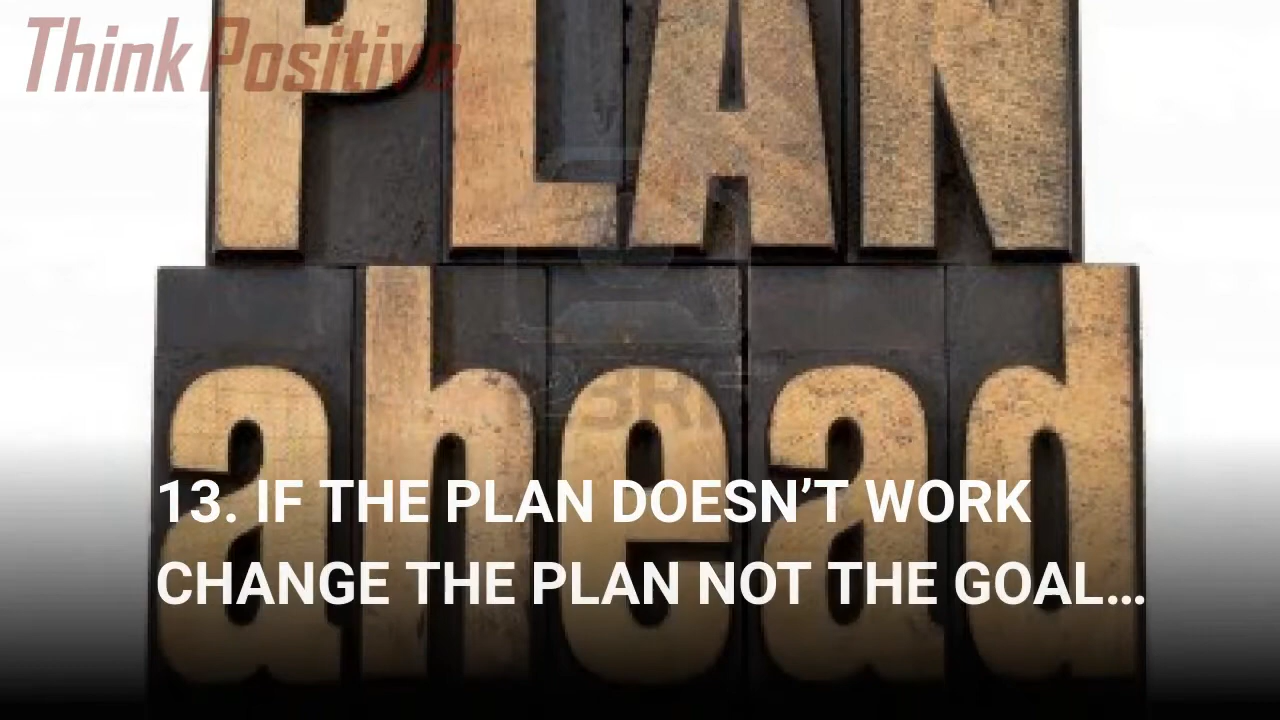 Think Positive
PLAN
ahead
13. IF THE PLAN DOESN’T WORK
CHANGE THE PLAN NOT THE GOAL…